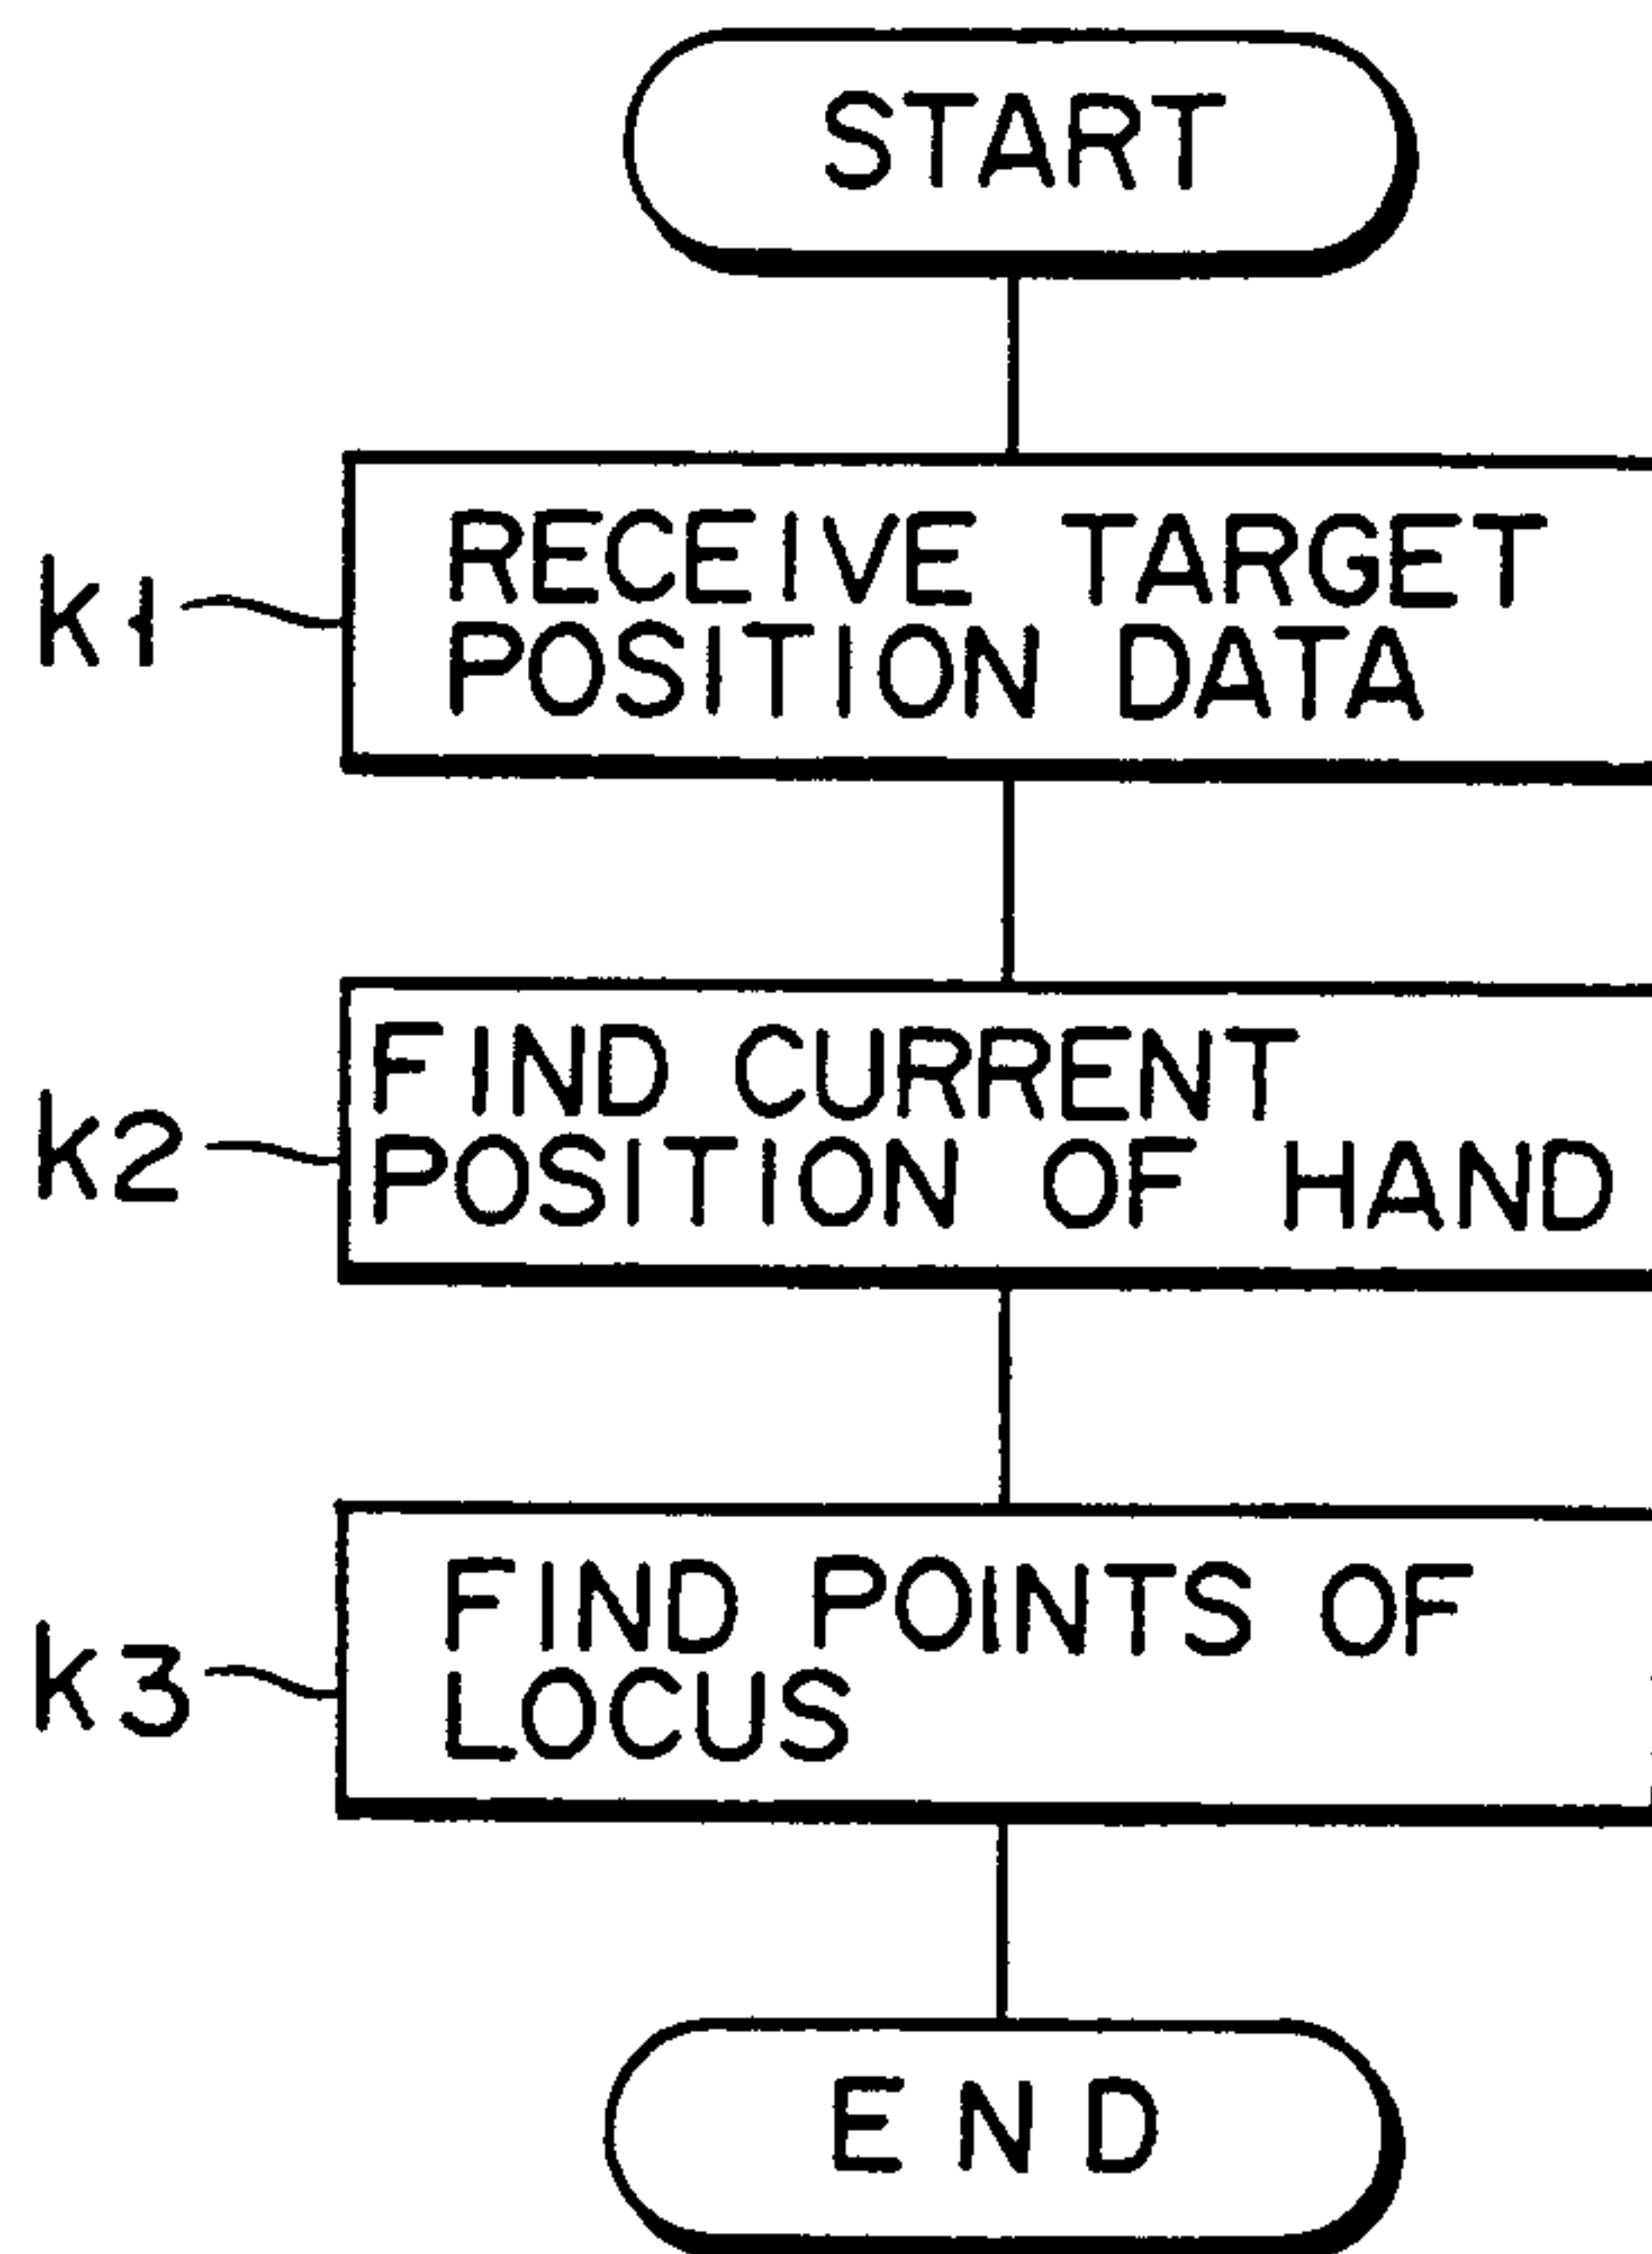 START
k1
RECEIVE TARGET
POSITION DATA
k2
FIND CURRENT
POSITION OF HAND
k3
FIND POINTS OF
LOCUS
END